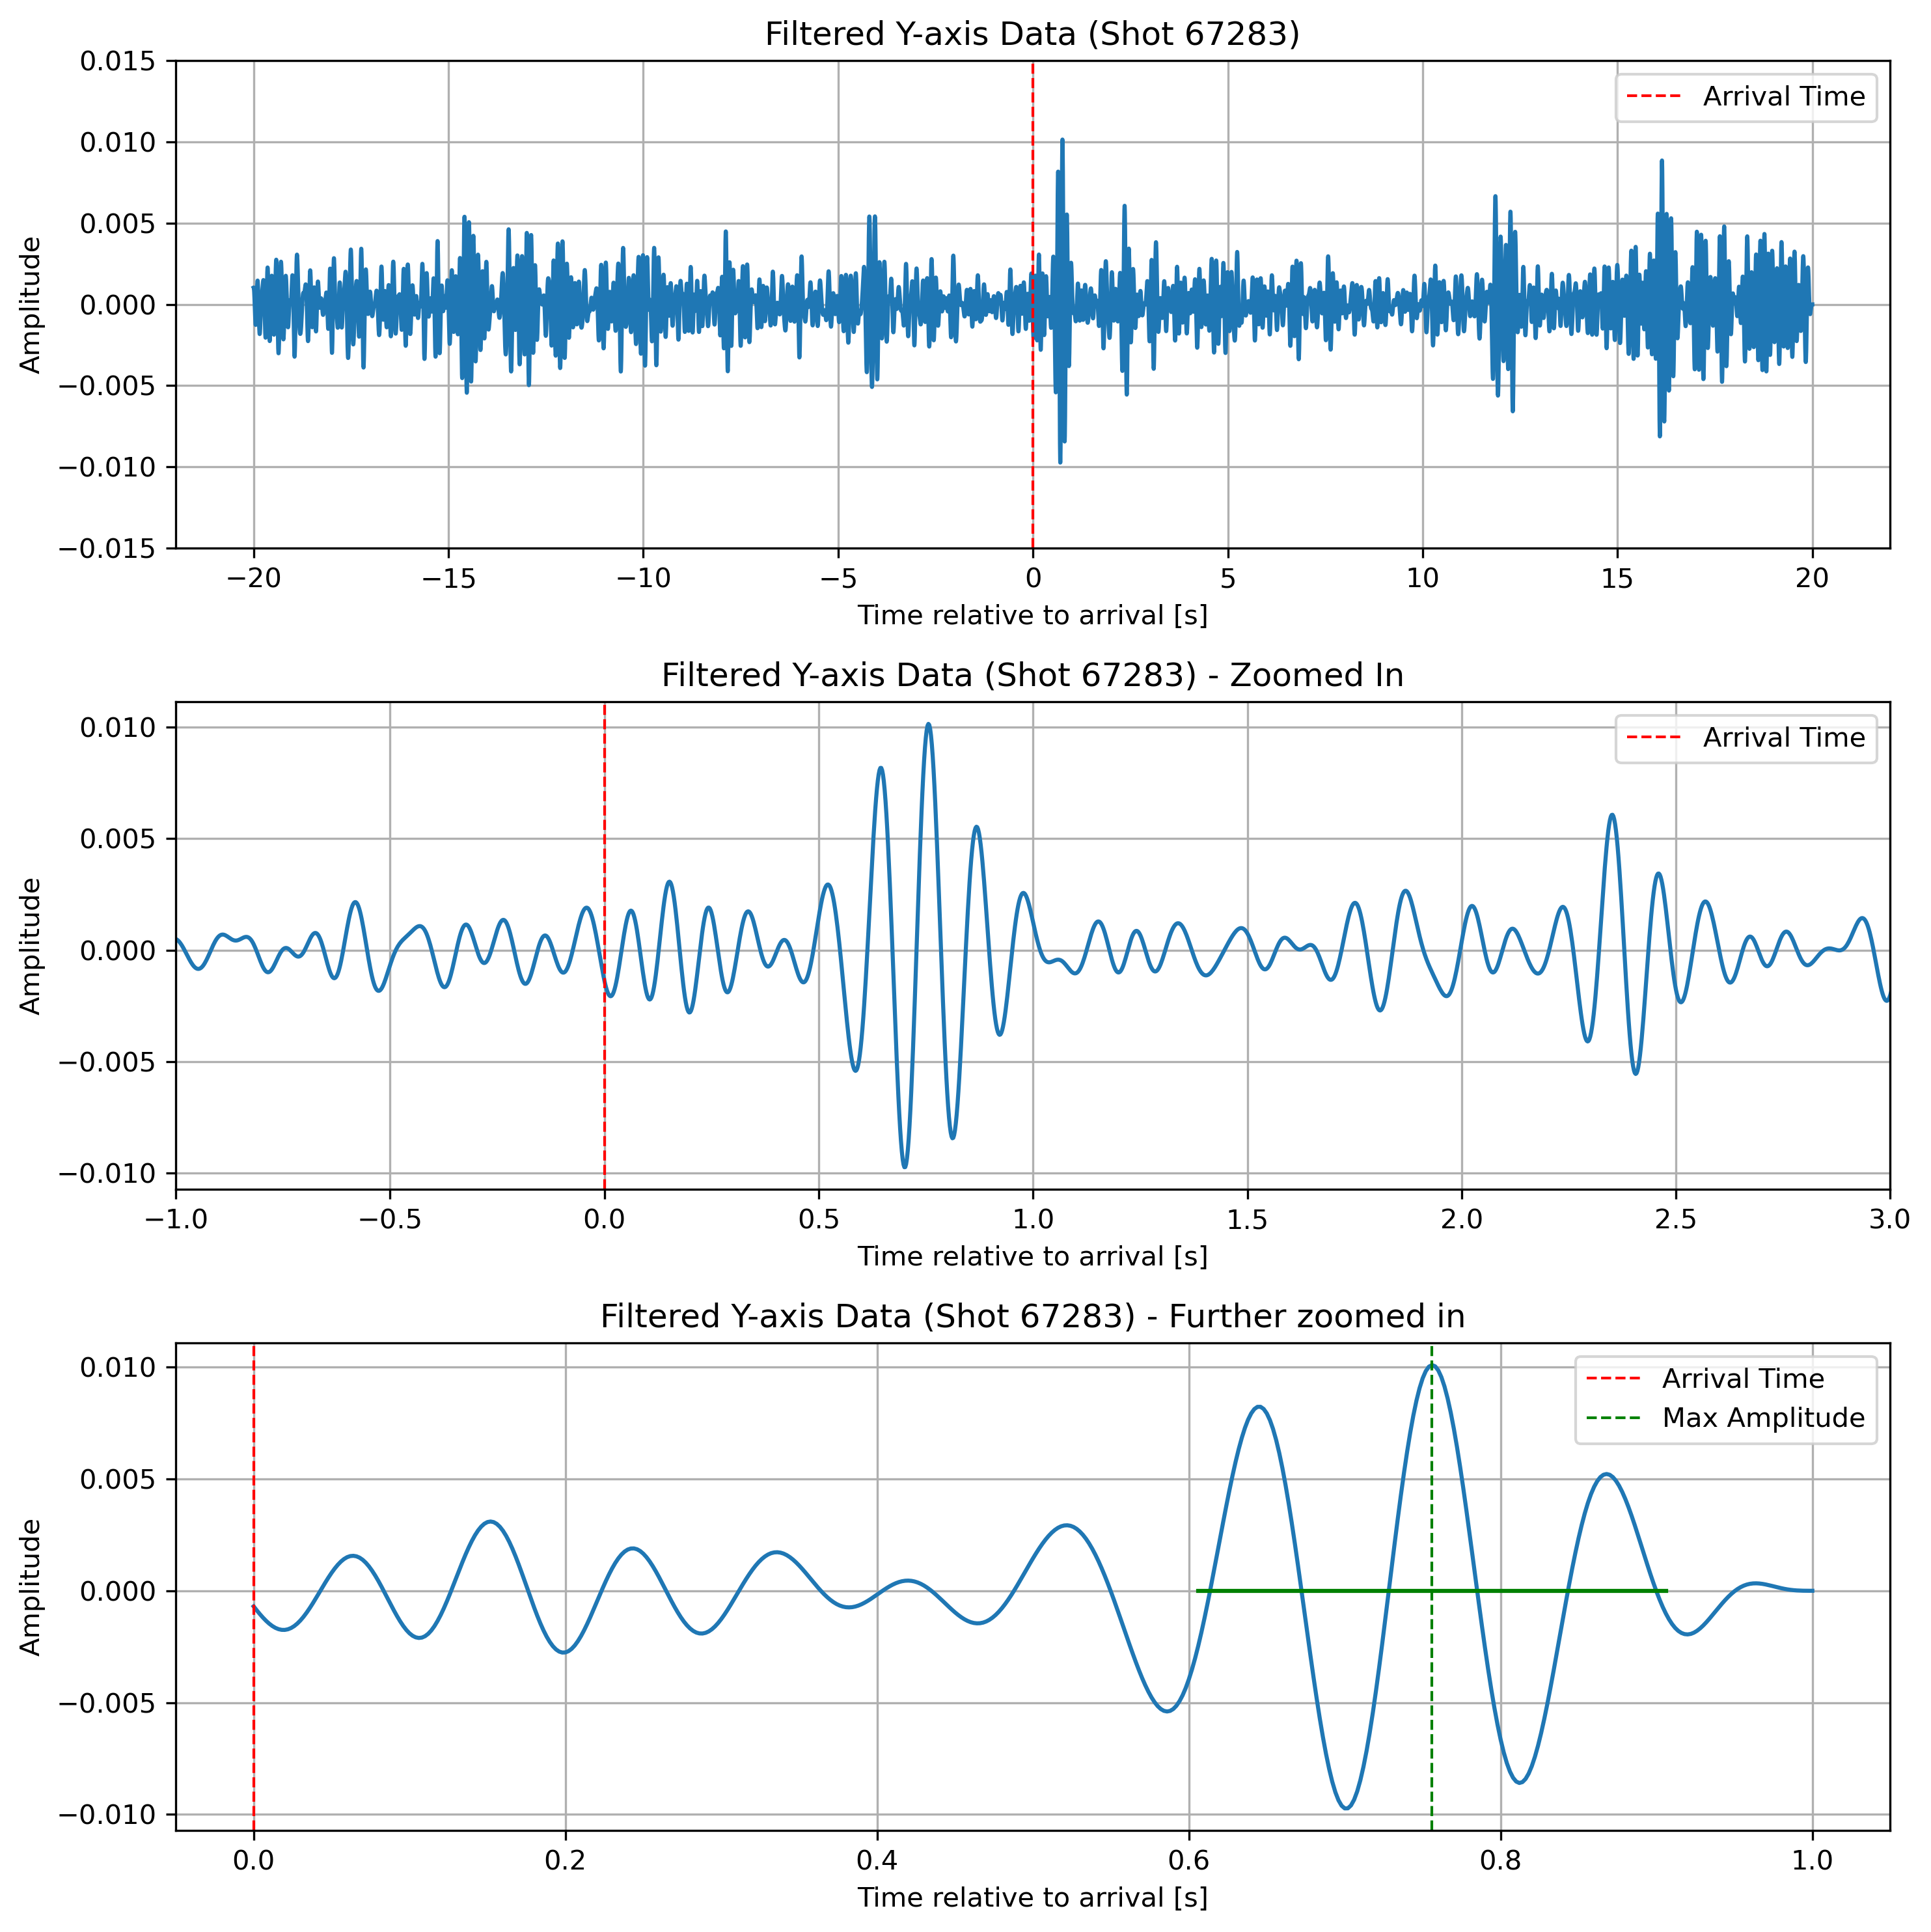 Filtered Y-axis Data (Shot 67283)
0.015
0.010
0.005
0.000
−0.005
−0.010
−0.015
Amplitude
Arrival Time
−20 −15 −10 −5 0 5 10 15 20
Time relative to arrival [s]
Filtered Y-axis Data (Shot 67283) - Zoomed In
0.010
0.005
0.000
−0.005
−0.010
Amplitude
Arrival Time
−1.0 −0.5 0.0 0.5 1.0 1.5 2.0 2.5 3.0
Time relative to arrival [s]
Filtered Y-axis Data (Shot 67283) - Further zoomed in
0.010
0.005
0.000
−0.005
−0.010
Amplitude
Arrival Time
Max Amplitude
0.0 0.2 0.4 0.6 0.8 1.0
Time relative to arrival [s]